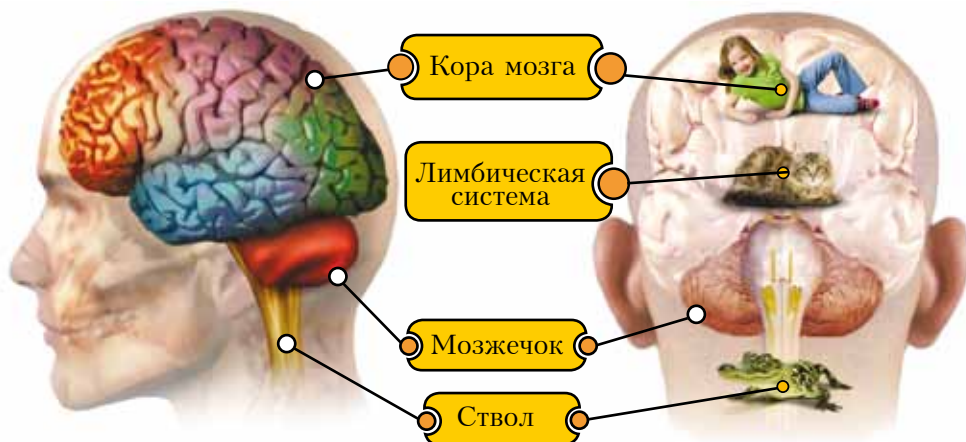 Кора мозга
Лимбическая
система
Мозжечок
Ствол